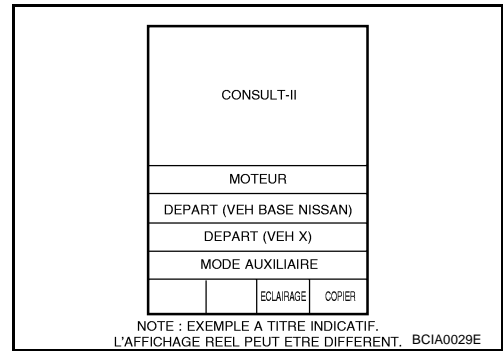 CONSULT-II
MOTEUR
DEPART (VEH BASE NISSAN)
DEPART (VEH X)
MODE AUXILIAIRE
ECLAIRAGE COPIER
NOTE : EXEMPLE A TITRE INDICATIF.
L'AFFICHAGE REEL PEUT ETRE DIFFERENT. BCIA0029E